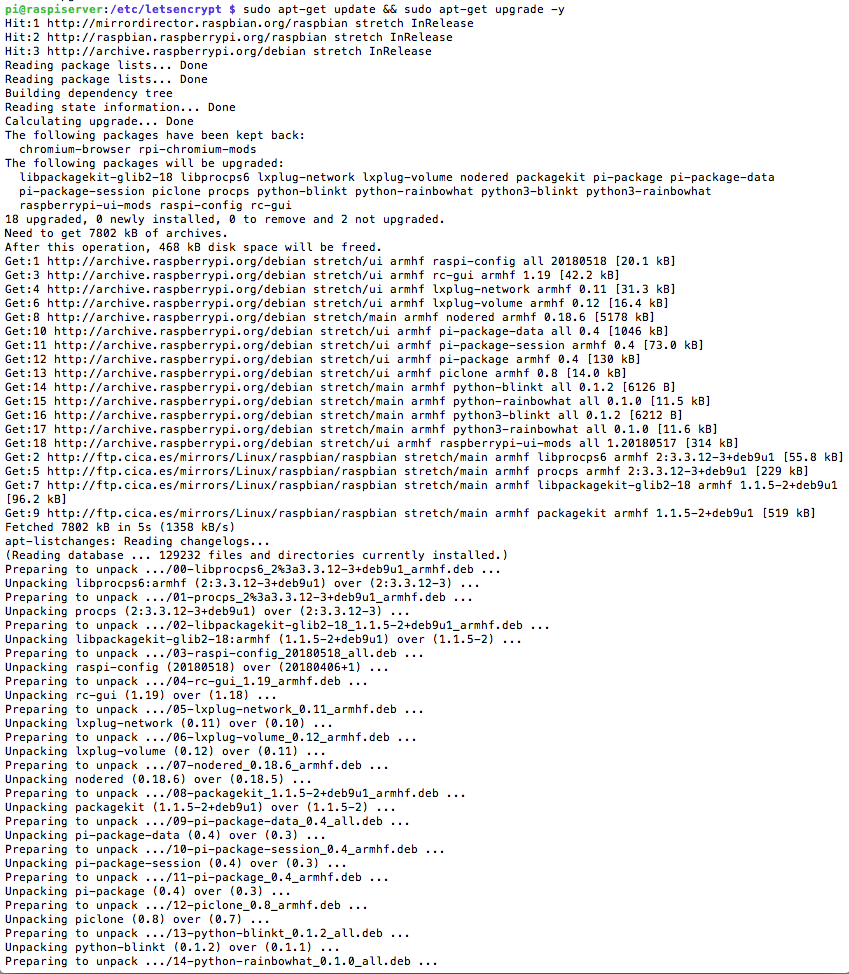 pi@raspiserver:/etc/letsencrypt $ sudo apt-get update && sudo apt-get upgrade -y
Hit:1 http://mirrordirector.raspbian.org/raspbian stretch InRelease
Hit:2 http://raspbian.raspberrypi.org/raspbian stretch InRelease
Hit:3 http://archive.raspberrypi.org/debian stretch InRelease
Reading package lists... Done
Reading package lists... Done
Building dependency tree
Reading state information... Done
Calculating upgrade... Done
The following packages have been kept back:
  chromium-browser rpi-chromium-mods
The following packages will be upgraded:
  libpackagekit-glib2-18 libprocps6 lxplug-network lxplug-volume nodered packagekit pi-package pi-package-data
  pi-package-session piclone procps python-blinkt python-rainbowhat python3-blinkt python3-rainbowhat
  raspberrypi-ui-mods raspi-config rc-gui
18 upgraded, 0 newly installed, 0 to remove and 2 not upgraded.
Need to get 7802 kB of archives.
After this operation, 468 kB disk space will be freed.
Get:1 http://archive.raspberrypi.org/debian stretch/ui armhf raspi-config all 20180518 [20.1 kB]
Get:3 http://archive.raspberrypi.org/debian stretch/ui armhf rc-gui armhf 1.19 [42.2 kB]
Get:4 http://archive.raspberrypi.org/debian stretch/ui armhf lxplug-network armhf 0.11 [31.3 kB]
Get:6 http://archive.raspberrypi.org/debian stretch/ui armhf lxplug-volume armhf 0.12 [16.4 kB]
Get:8 http://archive.raspberrypi.org/debian stretch/main armhf nodered armhf 0.18.6 [5178 kB]
Get:10 http://archive.raspberrypi.org/debian stretch/ui armhf pi-package-data all 0.4 [1046 kB]
Get:11 http://archive.raspberrypi.org/debian stretch/ui armhf pi-package-session armhf 0.4 [73.0 kB]
Get:12 http://archive.raspberrypi.org/debian stretch/ui armhf pi-package armhf 0.4 [130 kB]
Get:13 http://archive.raspberrypi.org/debian stretch/ui armhf piclone armhf 0.8 [14.0 kB]
Get:14 http://archive.raspberrypi.org/debian stretch/main armhf python-blinkt all 0.1.2 [6126 B]
Get:15 http://archive.raspberrypi.org/debian stretch/main armhf python-rainbowhat all 0.1.0 [11.5 kB]
Get:16 http://archive.raspberrypi.org/debian stretch/main armhf python3-blinkt all 0.1.2 [6212 B]
Get:17 http://archive.raspberrypi.org/debian stretch/main armhf python3-rainbowhat all 0.1.0 [11.6 kB]
Get:18 http://archive.raspberrypi.org/debian stretch/ui armhf raspberrypi-ui-mods all 1.20180517 [314 kB]
Get:2 http://ftp.cica.es/mirrors/Linux/raspbian/raspbian stretch/main armhf libprocps6 armhf 2:3.3.12-3+deb9u1 [55.8 kB]
Get:5 http://ftp.cica.es/mirrors/Linux/raspbian/raspbian stretch/main armhf procps armhf 2:3.3.12-3+deb9u1 [229 kB]
Get:7 http://ftp.cica.es/mirrors/Linux/raspbian/raspbian stretch/main armhf libpackagekit-glib2-18 armhf 1.1.5-2+deb9u1
[96.2 kB]
Get:9 http://ftp.cica.es/mirrors/Linux/raspbian/raspbian stretch/main armhf packagekit armhf 1.1.5-2+deb9u1 [519 kB]
Fetched 7802 kB in 5s (1358 kB/s)
apt-listchanges: Reading changelogs...
(Reading database ... 129232 files and directories currently installed.)
Preparing to unpack .../00-libprocps6_2%3a3.3.12-3+deb9u1_armhf.deb ...
Unpacking libprocps6:armhf (2:3.3.12-3+deb9u1) over (2:3.3.12-3) ...
Preparing to unpack .../01-procps_2%3a3.3.12-3+deb9u1_armhf.deb ...
Unpacking procps (2:3.3.12-3+deb9u1) over (2:3.3.12-3) ...
Preparing to unpack .../02-libpackagekit-glib2-18_1.1.5-2+deb9u1_armhf.deb ...
Unpacking libpackagekit-glib2-18:armhf (1.1.5-2+deb9u1) over (1.1.5-2) ...
Preparing to unpack .../03-raspi-config_20180518_all.deb ...
Unpacking raspi-config (20180518) over (20180406+1) ...
Preparing to unpack .../04-rc-gui_1.19_armhf.deb ...
Unpacking rc-gui (1.19) over (1.18) ...
Preparing to unpack .../05-lxplug-network_0.11_armhf.deb ...
Unpacking lxplug-network (0.11) over (0.10) ...
Preparing to unpack .../06-lxplug-volume_0.12_armhf.deb ...
Unpacking lxplug-volume (0.12) over (0.11) ...
Preparing to unpack .../07-nodered_0.18.6_armhf.deb ...
Unpacking nodered (0.18.6) over (0.18.5) ...
Preparing to unpack .../08-packagekit_1.1.5-2+deb9u1_armhf.deb ...
Unpacking packagekit (1.1.5-2+deb9u1) over (1.1.5-2) ...
Preparing to unpack .../09-pi-package-data_0.4_all.deb ...
Unpacking pi-package-data (0.4) over (0.3) ...
Preparing to unpack .../10-pi-package-session_0.4_armhf.deb ...
Unpacking pi-package-session (0.4) over (0.3) ...
Preparing to unpack .../11-pi-package_0.4_armhf.deb ...
Unpacking pi-package (0.4) over (0.3) ...
Preparing to unpack .../12-piclone_0.8_armhf.deb ...
Unpacking piclone (0.8) over (0.7) ...
Preparing to unpack .../13-python-blinkt_0.1.2_all.deb ...
Unpacking python-blinkt (0.1.2) over (0.1.1) ...
Preparing to unpack .../14-python-rainbowhat_0.1.0_all.deb ...